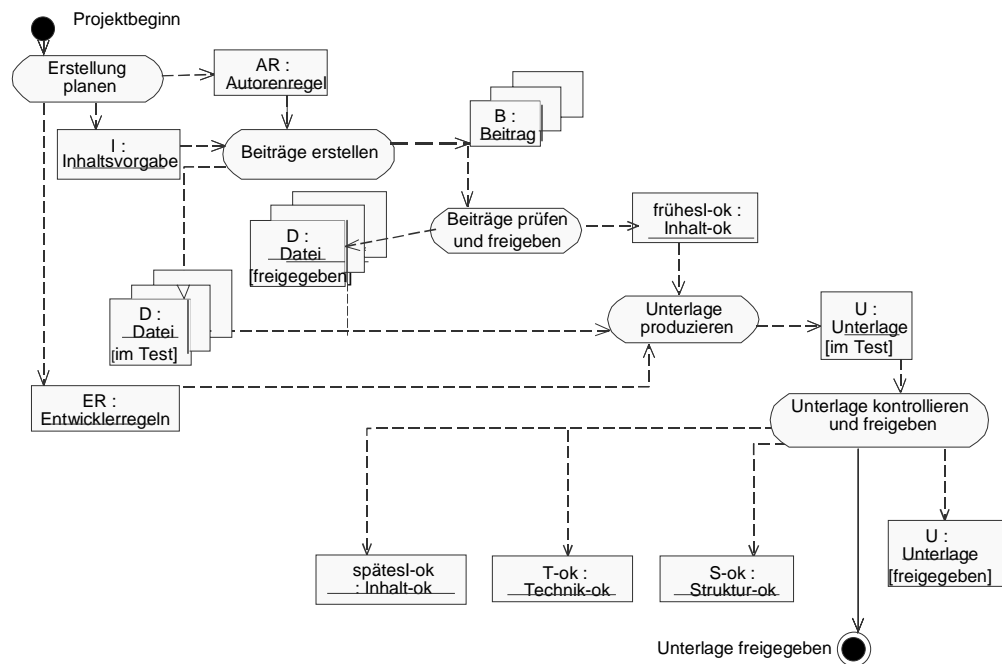 Projektbeginn
Erstellung
planen
AR :
Autorenregel
B :
Beitrag
I :
Inhaltsvorgabe
Beiträge erstellen
Beiträge prüfen
und freigeben
frühesI-ok :
Inhalt-ok
D :
Datei
[freigegeben]
D :
Datei
[im Test]
Unterlage
produzieren
U :
Unterlage
[im Test]
ER :
Entwicklerregeln
Unterlage kontrollieren
und freigeben
spätesI-ok
: Inhalt-ok
T-ok :
Technik-ok
S-ok :
Struktur-ok
U :
Unterlage
[freigegeben]
Unterlage freigegeben